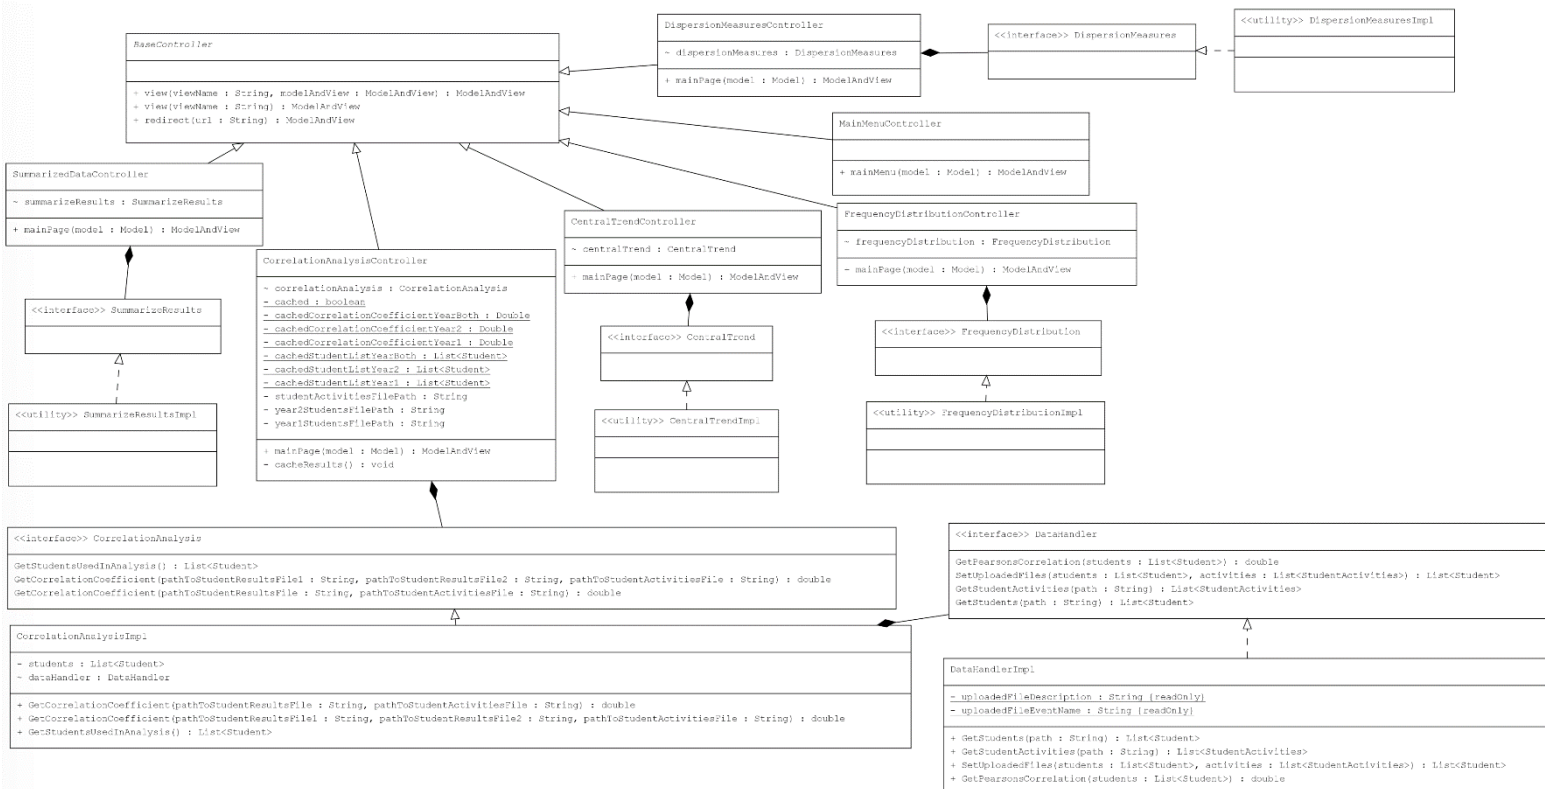 DispersionMeasuresController
~ dispersionMeasures : DispersionMeasures
+ mainPage(model : Model) : ModelAndView
<<interface>> DispersionMeasures
<<utility>> DispersionMeasuresImpl
BaseController
+ view(viewName : String, modelAndView : ModelAndView) : ModelAndView
+ view(viewName : String) : ModelAndView
+ redirect(url : String) : ModelAndView
MainMenuController
+ mainMenu(model : Model) : ModelAndView
SummarizedDataController
~ summarizeResults : SummarizeResults
+ mainPage(model : Model) : ModelAndView
CentralTrendController
~ centralTrend : CentralTrend
+ mainPage(model : Model) : ModelAndView
FrequencyDistributionController
~ frequencyDistribution : FrequencyDistribution
- mainPage(model : Model) : ModelAndView
CorrelationAnalysisController
~ correlationAnalysis : CorrelationAnalysis
- cached : boolean
- cachedCorrelationCoefficientYearBoth : Double
- cachedCorrelationCoefficientYear2 : Double
- cachedCorrelationCoefficientYear1 : Double
- cachedStudentListYearBoth : List<Student>
- cachedStudentListYear2 : List<Student>
- cachedStudentListYear1 : List<Student>
- studentActivitiesFilePath : String
- year2StudentsFilePath : String
- year1StudentsFilePath : String
+ mainPage(model : Model) : ModelAndView
- cacheResults() : void
<<interface>> SummarizeResults
<<utility>> SummarizeResultsImpl
<<interface>> CentralTrend
<<utility>> CentralTrendImpl
<<interface>> FrequencyDistribution
<<utility>> FrequencyDistributionImpl
<<interface>> CorrelationAnalysis
GetStudentsUsedInAnalysis() : List<Student>
GetCorrelationCoefficient(pathToStudentResultsFile1 : String, pathToStudentResultsFile2 : String, pathToStudentActivitiesFile : String) : double
GetCorrelationCoefficient(pathToStudentResultsFile : String, pathToStudentActivitiesFile : String) : double
<<interface>> DataHandler
GetPearsonsCorrelation(students : List<Student>) : double
SetUploadedFiles(students : List<Student>, activities : List<StudentActivities>) : List<Student>
GetStudentActivities(path : String) : List<StudentActivities>
GetStudents(path : String) : List<Student>
CorrelationAnalysisImpl
- students : List<Student>
~ dataHandler : DataHandler
+ GetCorrelationCoefficient(pathToStudentResultsFile : String, pathToStudentActivitiesFile : String) : double
+ GetCorrelationCoefficient(pathToStudentResultsFile1 : String, pathToStudentResultsFile2 : String, pathToStudentActivitiesFile : String) : double
+ GetStudentsUsedInAnalysis() : List<Student>
DataHandlerImpl
- uploadedFileDescription : String {readOnly}
- uploadedFileEventName : String {readOnly}
+ GetStudents(path : String) : List<Student>
+ GetStudentActivities(path : String) : List<StudentActivities>
+ SetUploadedFiles(students : List<Student>, activities : List<StudentActivities>) : List<Student>
+ GetPearsonsCorrelation(students : List<Student>) : double